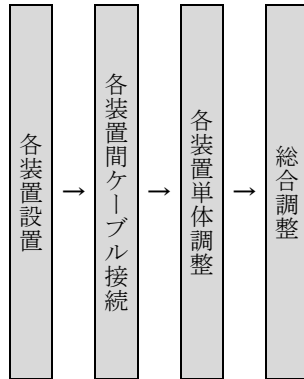 各装置設置
→
各装置間ケーブル接続
→
各装置単体調整
→
総合調整